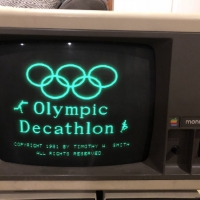 Olympic
Decathlon
COPYRIGHT 1981 BY TIMOTHY W. SMITH
ALL RIGHTS RESERVED